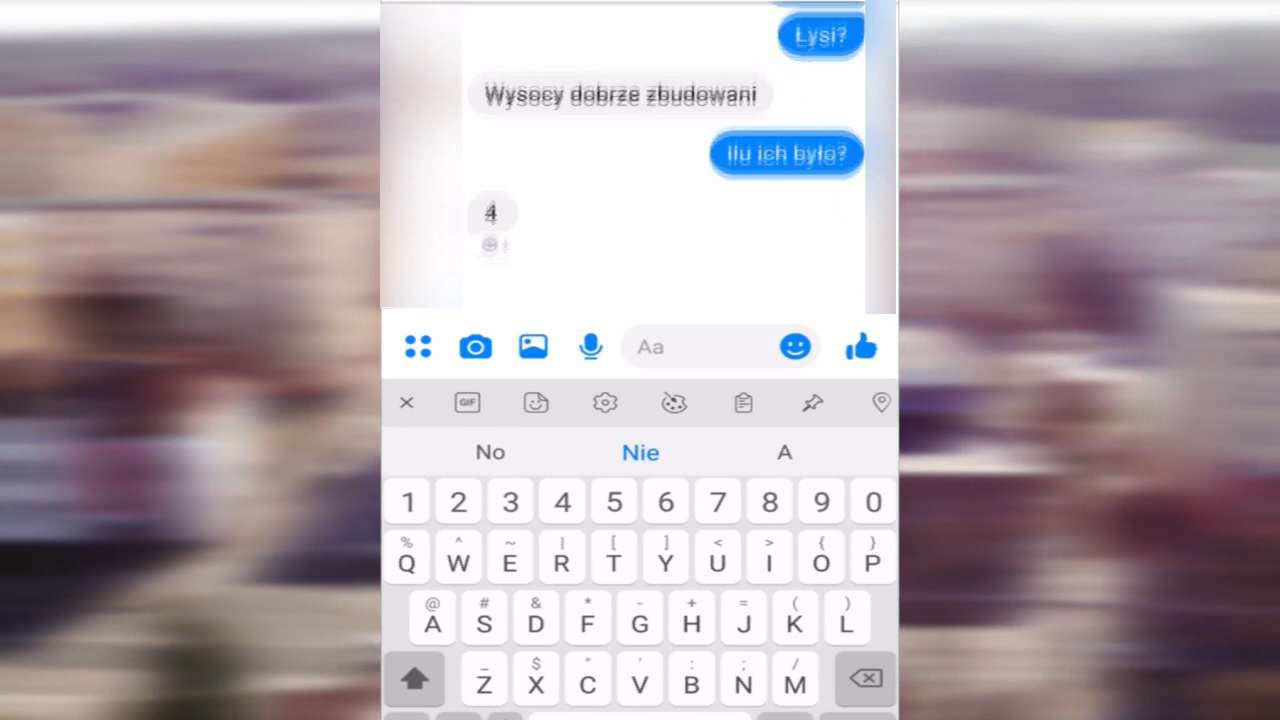 Łysi?
Wysocy dobrze zbudowani
Ilu ich było?
4
Aa
GIF
No Nie A
1 2 3 4 5 6 7 8 9 0
% ^ ~ | [ ] < > { }
Q W E R T Y U I O P
@ # & * - + = ( )
A S D F G H J K L
_ $ " ' : ; /
Z X C V B N M